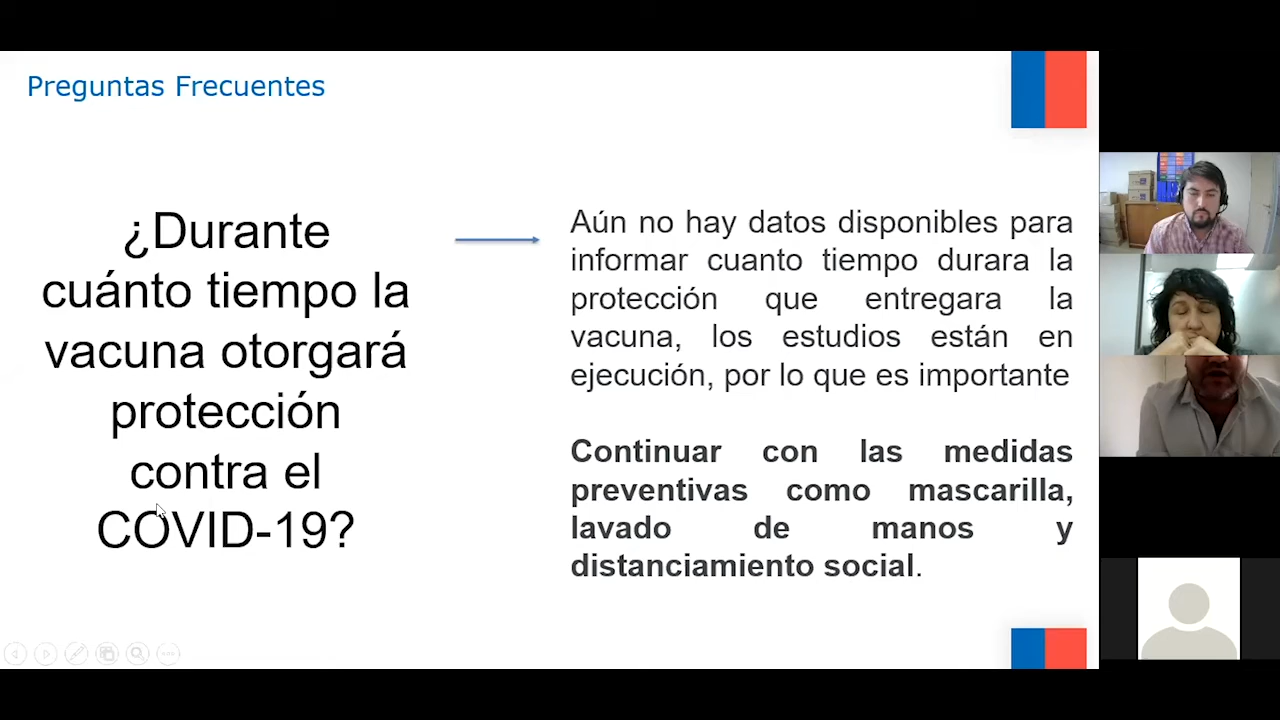 Preguntas Frecuentes
¿Durante
cuánto tiempo la
vacuna otorgará
protección
contra el
COVID-19?
Aún no hay datos disponibles para
informar cuanto tiempo durara la
protección que entregara la
vacuna, los estudios están en
ejecución, por lo que es importante
Continuar con las medidas
preventivas como mascarilla,
lavado de manos y
distanciamiento social.